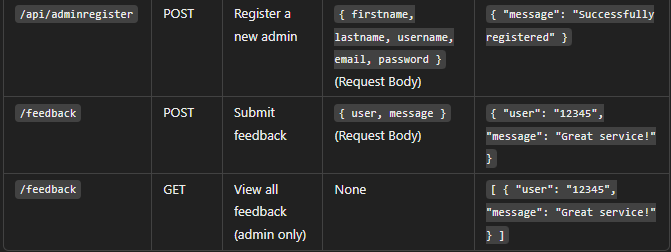 /api/adminregister POST Register a new admin { firstname, lastname, username, email, password } (Request Body) { "message": "Successfully registered" }
/feedback POST Submit feedback { user, message } (Request Body) { "user": "12345", "message": "Great service!" }
/feedback GET View all feedback (admin only) None [ { "user": "12345", "message": "Great service!" } ]